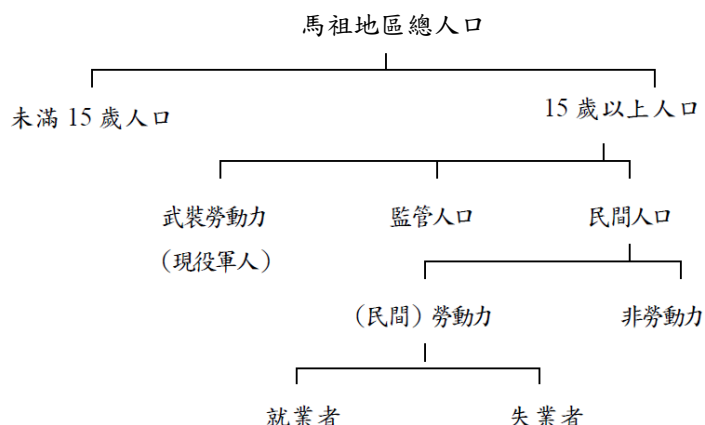 馬祖地區總人口
未滿 15 歲人口
15 歲以上人口
武裝勞動力
監管人口
民間人口
（現役軍人）
（民間）勞動力
非勞動力
就業者
失業者